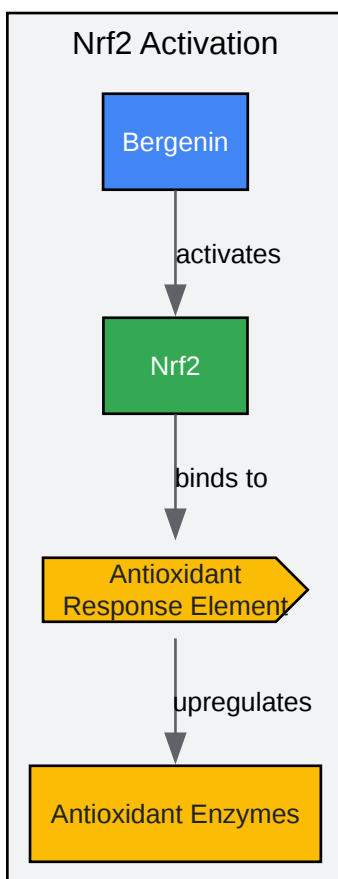 Nrf2 Activation
Bergenin
activates
Nrf2
binds to
Antioxidant
Response Element
upregulates
Antioxidant Enzymes